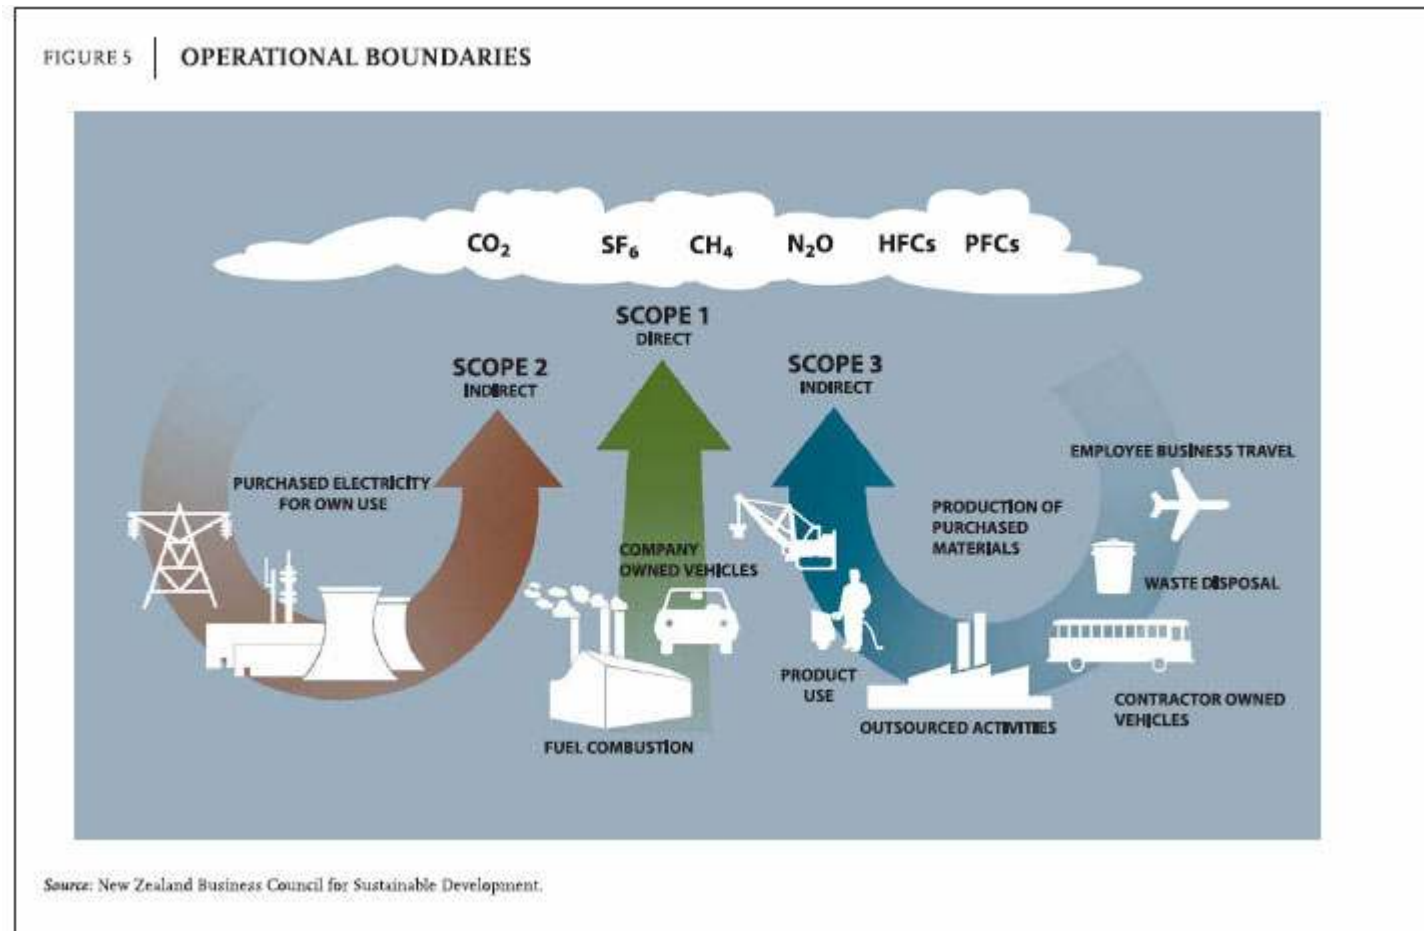 FIGURE 5
OPERATIONAL BOUNDARIES
CO₂ SF₆ CH₄ N₂O HFCs PFCs
SCOPE 1
DIRECT
SCOPE 2
INDIRECT
SCOPE 3
INDIRECT
PURCHASED ELECTRICITY
FOR OWN USE
COMPANY
OWNED VEHICLES
FUEL COMBUSTION
PRODUCT
USE
PRODUCTION OF
PURCHASED
MATERIALS
OUTSOURCED ACTIVITIES
EMPLOYEE BUSINESS TRAVEL
WASTE DISPOSAL
CONTRACTOR OWNED
VEHICLES
Source: New Zealand Business Council for Sustainable Development.